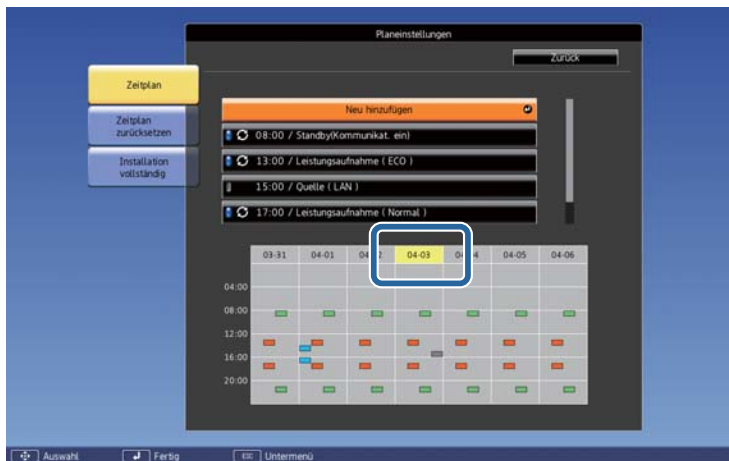 Planeinstellungen
Zurück
Zeitplan
Zeitplan
zurücksetzen
Installation
vollständig
Neu hinzufügen
08:00 / Standby(Kommunikat. ein)
13:00 / Leistungsaufnahme ( ECO )
15:00 / Quelle ( LAN )
17:00 / Leistungsaufnahme ( Normal )
03-31 04-01 04-03 04-05 04-06
04:00
08:00
12:00
16:00
20:00
Auswahl Fertig Esc Untermenü